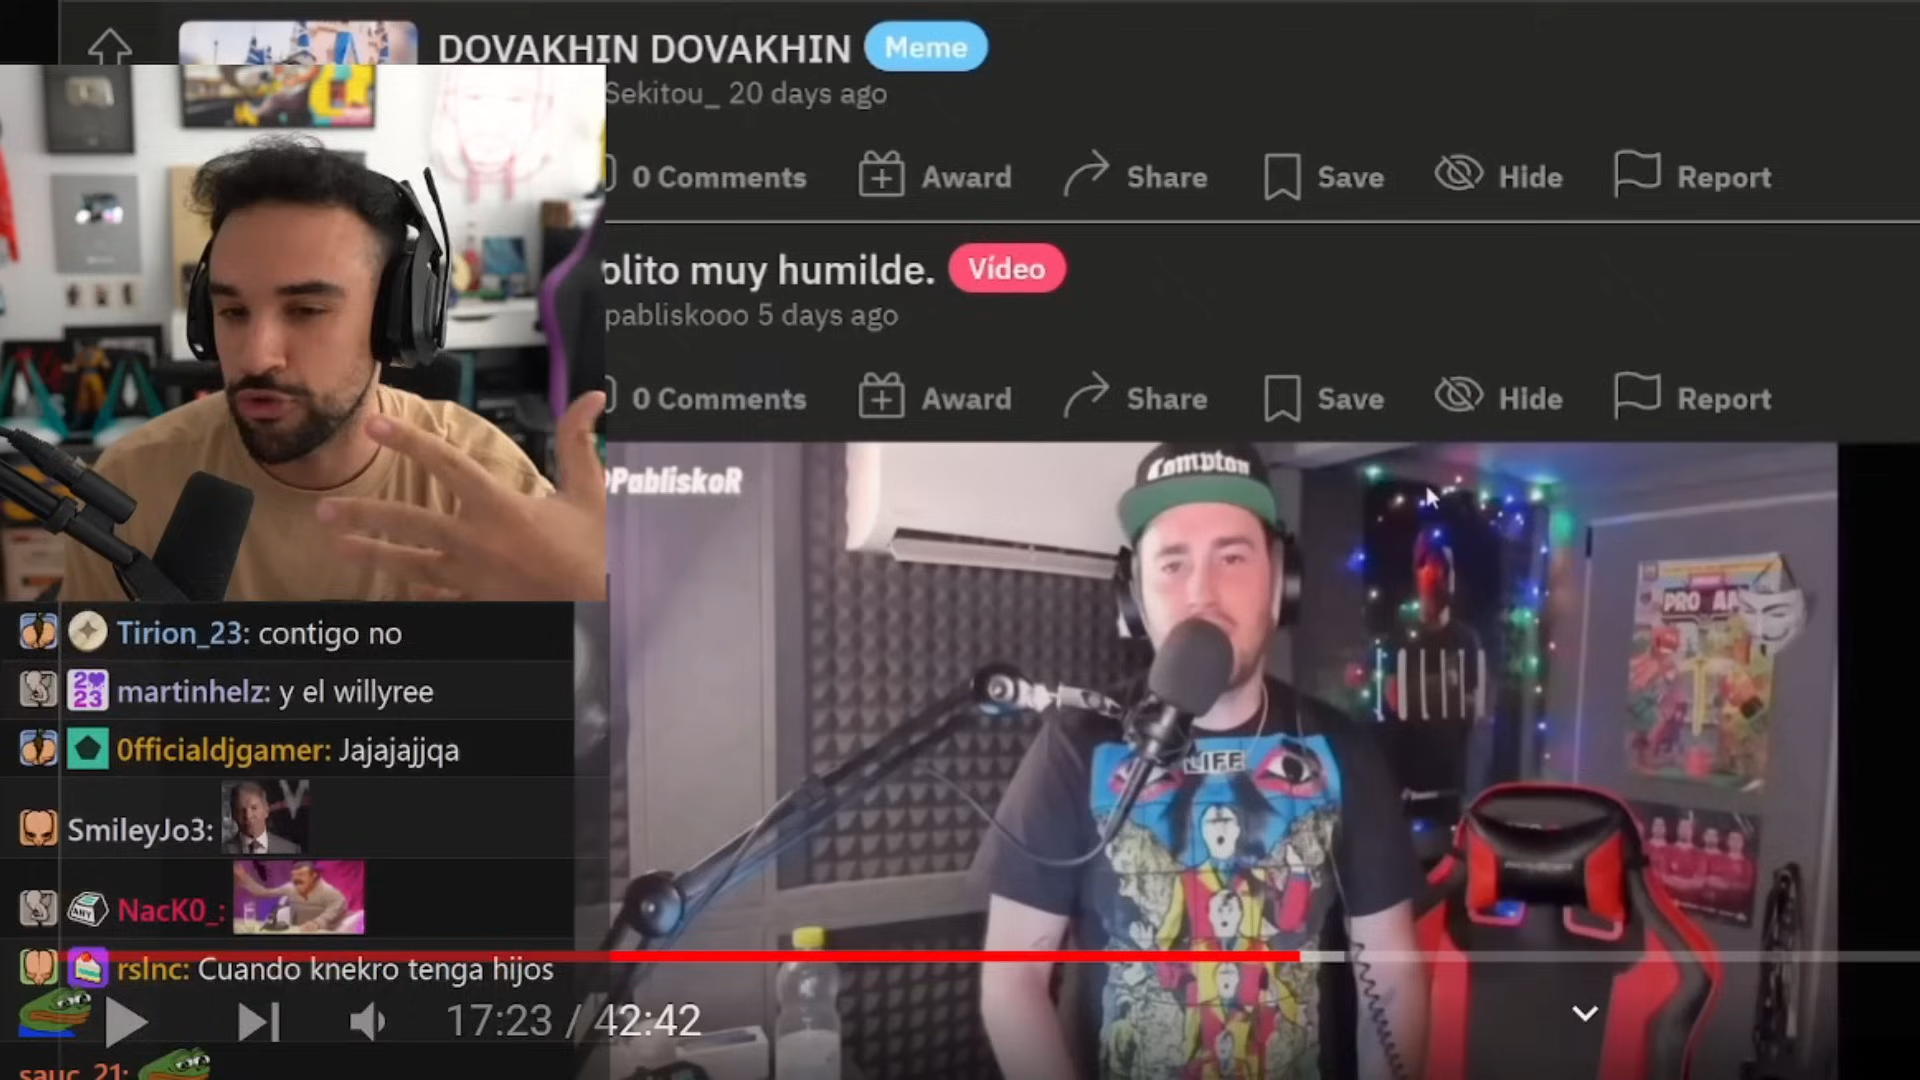 DOVAKHIN DOVAKHIN Meme
Sekitou_ 20 days ago
0 Comments Award Share Save Hide Report
olito muy humilde. Vídeo
pabliskooo 5 days ago
0 Comments Award Share Save Hide Report
@PabliskoR
Compton
PRO
LIFE
Tirion_23: contigo no
martinhelz: y el willyree
0fficialdjgamer: Jajajajjqa
SmileyJo3:
NacK0_:
rslnc: Cuando knekro tenga hijos
17:23 / 42:42
sauc_21: